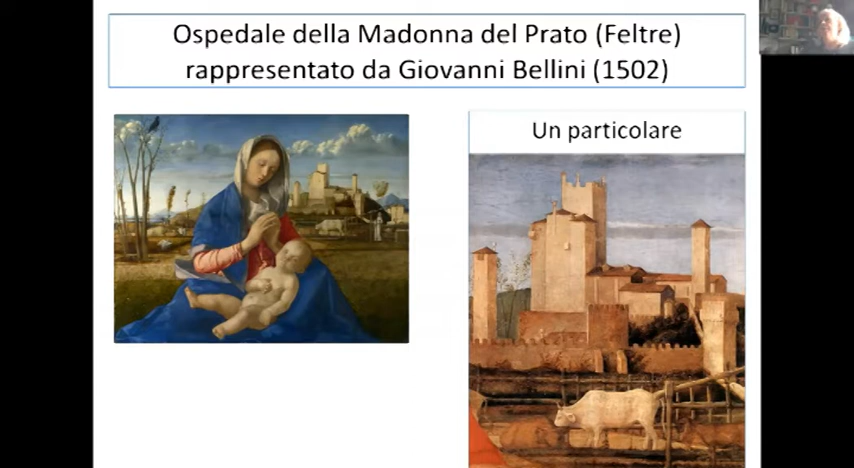 Ospedale della Madonna del Prato (Feltre)
rappresentato da Giovanni Bellini (1502)
Un particolare